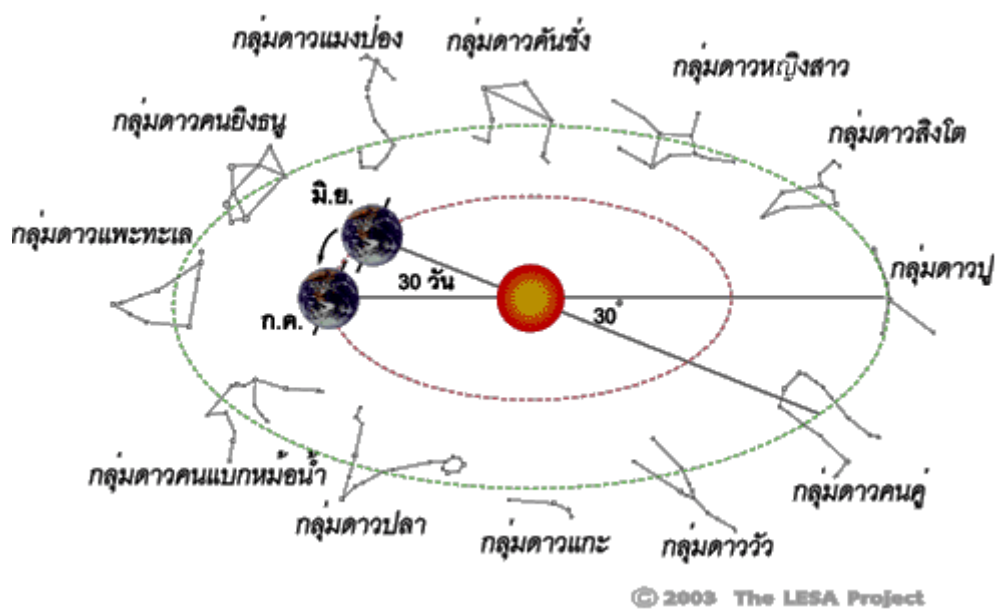 กลุ่มดาวแมงป่อง
กลุ่มดาวคันชั่ง
กลุ่มดาวหญิงสาว
กลุ่มดาวคนยิงธนู
กลุ่มดาวสิงโต
มิ.ย.
กลุ่มดาวแพะทะเล
กลุ่มดาวปู
30 วัน
30°
ก.ค.
กลุ่มดาวคนแบกหม้อน้ำ
กลุ่มดาวคนคู่
กลุ่มดาวปลา
กลุ่มดาวแกะ
กลุ่มดาววัว
© 2003 The LESA Project